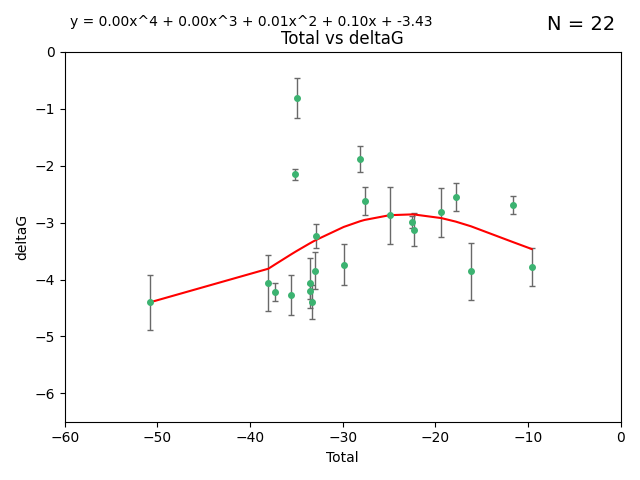 y = 0.00x^4 + 0.00x^3 + 0.01x^2 + 0.10x + -3.43
N = 22
Total vs deltaG
0
−1
−2
−3
−4
−5
−6
deltaG
−60
−50
−40
−30
−20
−10
0
Total